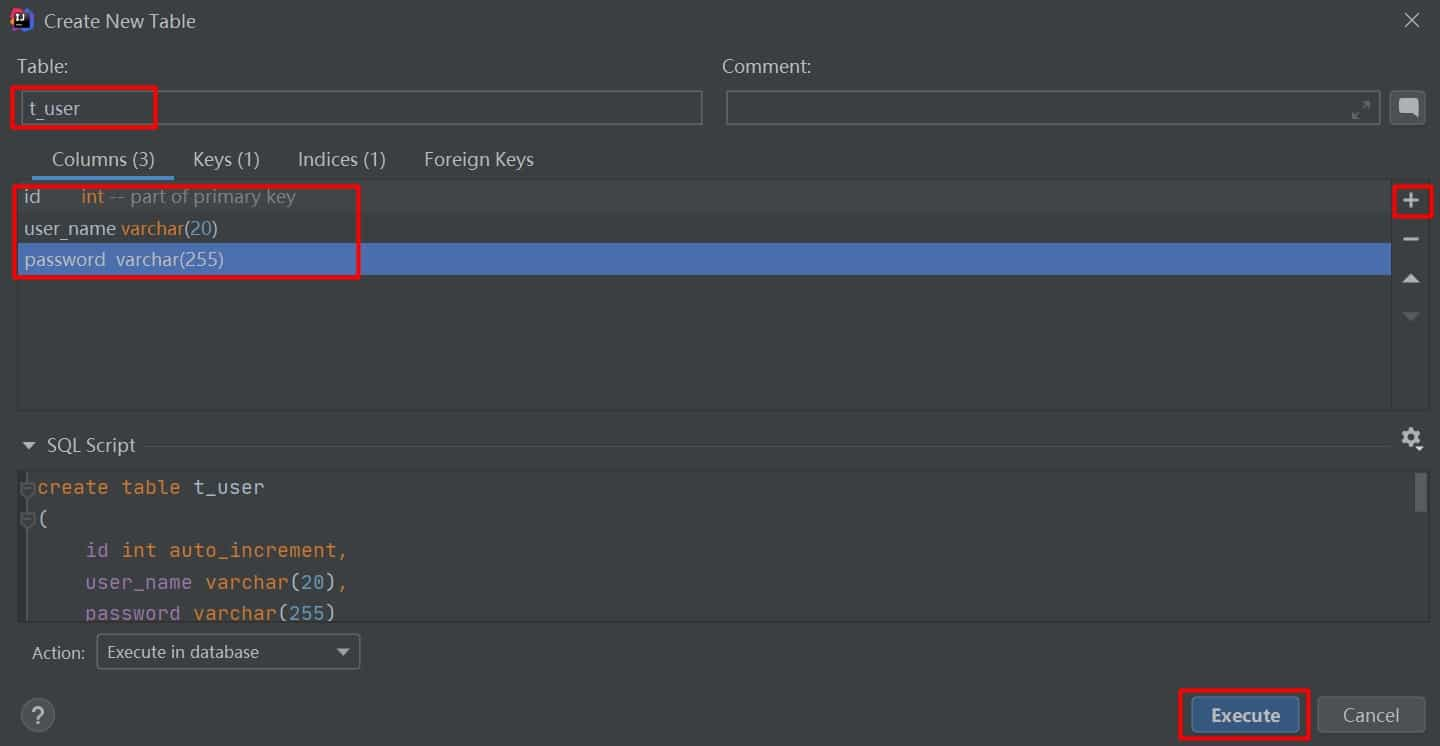 Create New Table
Table:
Comment:
t_user
Columns (3) Keys (1) Indices (1) Foreign Keys
id int -- part of primary key
user_name varchar(20)
password varchar(255)
SQL Script
create table t_user
(
id int auto_increment,
user_name varchar(20),
password varchar(255)
Action: Execute in database
? Execute Cancel